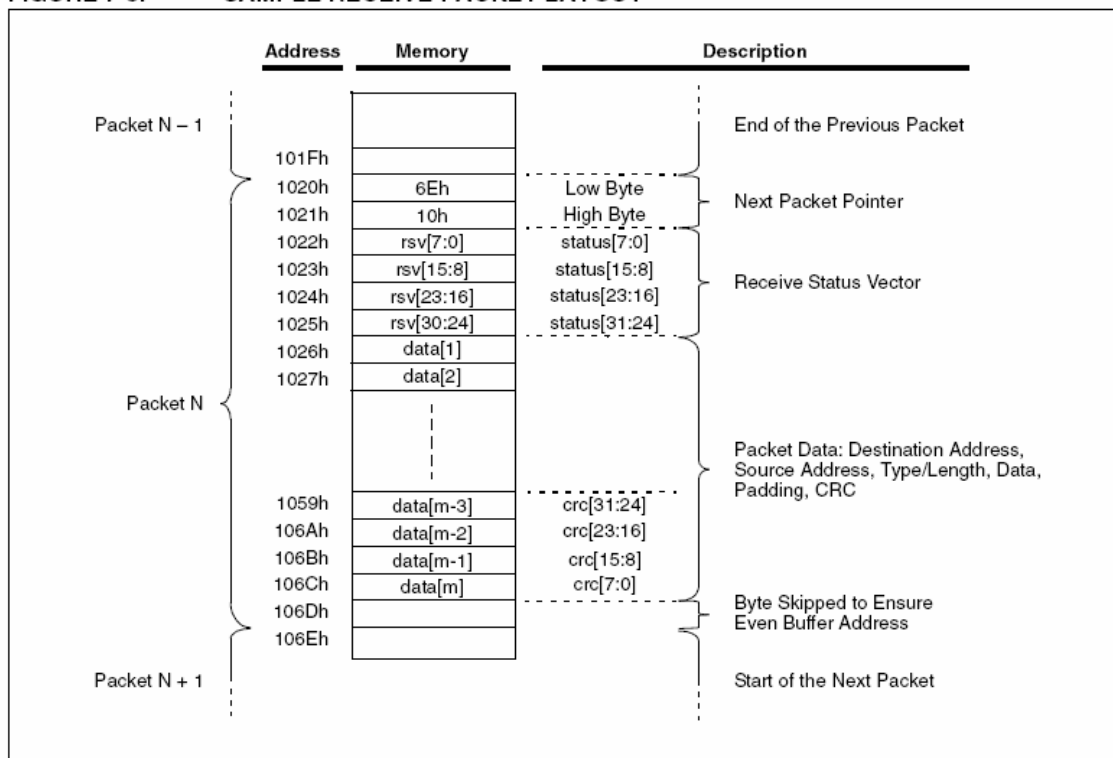 Address Memory Description
Packet N – 1 End of the Previous Packet
101Fh
1020h 6Eh Low Byte
Next Packet Pointer
1021h 10h High Byte
1022h rsv[7:0] status[7:0]
1023h rsv[15:8] status[15:8]
Receive Status Vector
1024h rsv[23:16] status[23:16]
1025h rsv[30:24] status[31:24]
1026h data[1]
1027h data[2]
Packet N
Packet Data: Destination Address,
Source Address, Type/Length, Data,
Padding, CRC
1059h data[m-3] crc[31:24]
106Ah data[m-2] crc[23:16]
106Bh data[m-1] crc[15:8]
106Ch data[m] crc[7:0]
106Dh Byte Skipped to Ensure
Even Buffer Address
106Eh
Packet N + 1 Start of the Next Packet